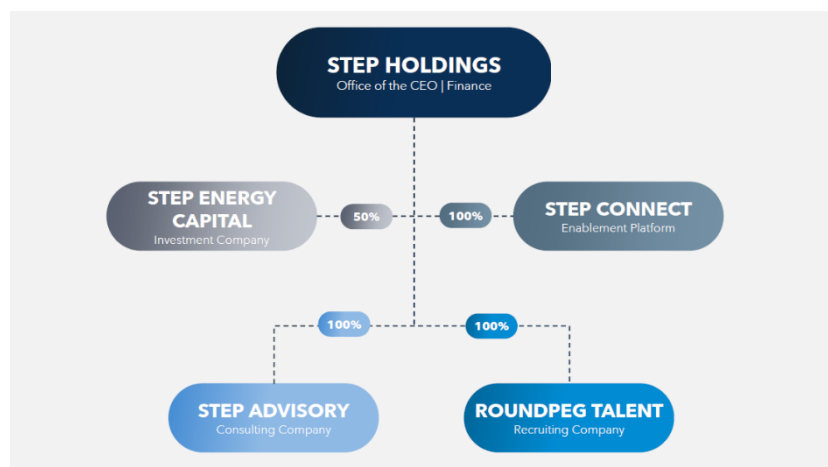 STEP HOLDINGS
Office of the CEO | Finance
STEP ENERGY
CAPITAL
Investment Company
50%
100%
STEP CONNECT
Enablement Platform
100%
100%
STEP ADVISORY
Consulting Company
ROUNDPEG TALENT
Recruiting Company